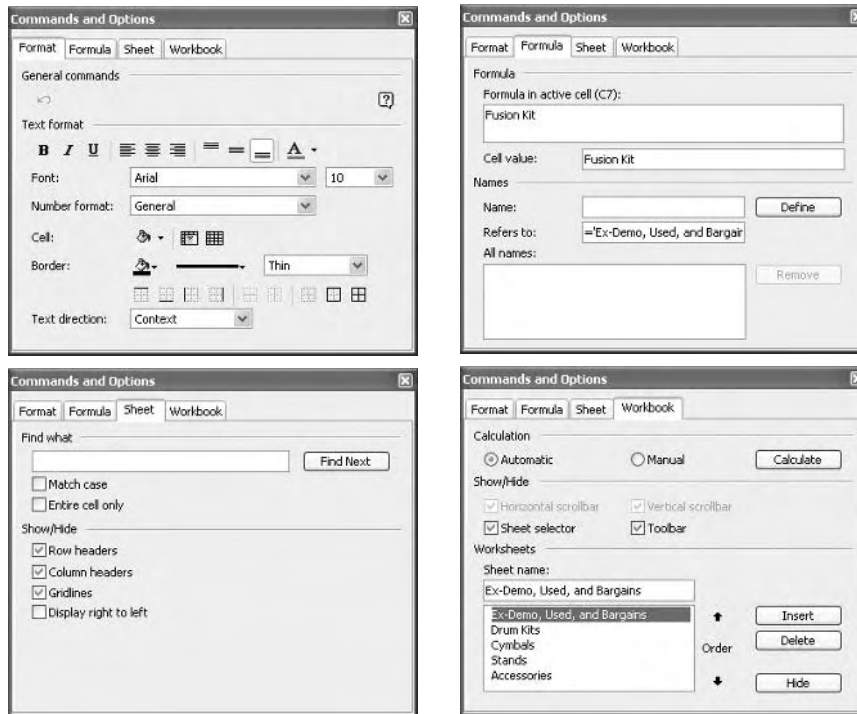 Commands and Options
Format Formula Sheet Workbook
General commands
Text format
B I U A
Font: Arial 10
Number format: General
Cell:
Border: Thin
Text direction: Context
Commands and Options
Format Formula Sheet Workbook
Formula
Formula in active cell (C7):
Fusion Kit
Cell value: Fusion Kit
Names
Name: Define
Refers to: ='Ex-Demo, Used, and Bargair
All names:
Remove
Commands and Options
Format Formula Sheet Workbook
Find what
Find Next
Match case
Entire cell only
Show/Hide
Row headers
Column headers
Gridlines
Display right to left
Commands and Options
Format Formula Sheet Workbook
Calculation
Automatic Manual Calculate
Show/Hide
Horizontal scrollbar Vertical scrollbar
Sheet selector Toolbar
Worksheets
Sheet name:
Ex-Demo, Used, and Bargains
Ex-Demo, Used, and Bargains
Insert
Drum Kits
Cymbals
Order
Delete
Stands
Accessories
Hide